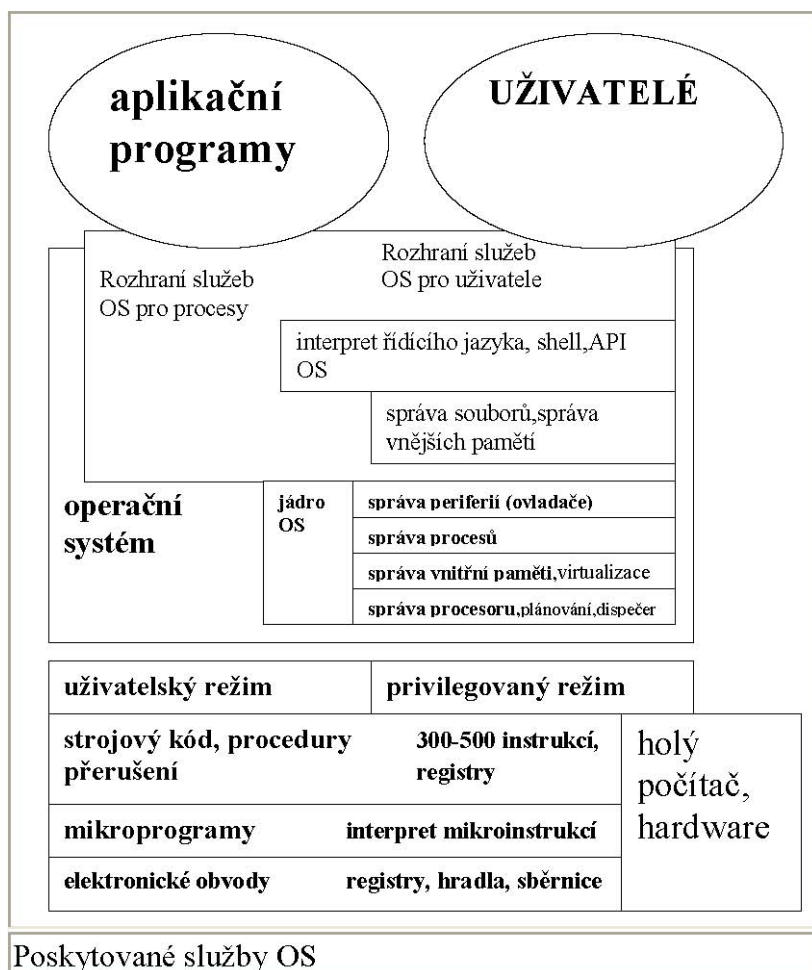 aplikační
programy
UŽIVATELÉ
Rozhraní služeb
OS pro procesy
Rozhraní služeb
OS pro uživatele
interpret řídícího jazyka, shell,API
OS
správa souborů,správa
vnějších pamětí
operační
systém
jádro
OS
správa periferií (ovladače)
správa procesů
správa vnitřní paměti,virtualizace
správa procesoru,plánování,dispečer
uživatelský režim
privilegovaný režim
strojový kód, procedury
přerušení
300-500 instrukcí,
registry
holý
počítač,
hardware
mikroprogramy
interpret mikroinstrukcí
elektronické obvody
registry, hradla, sběrnice
Poskytované služby OS